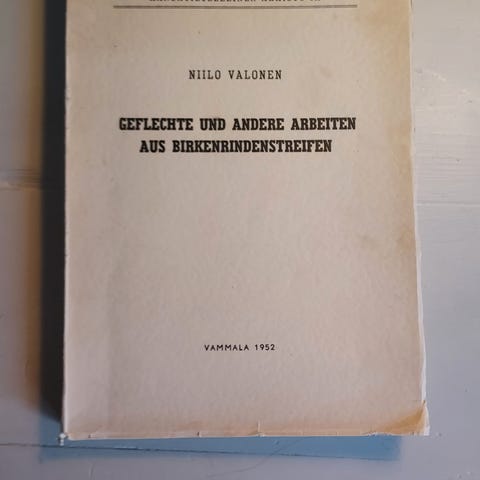 NIILO VALONEN
GEFLECHTE UND ANDERE ARBEITEN
AUS BIRKENRINDENSTREIFEN
VAMMALA 1952